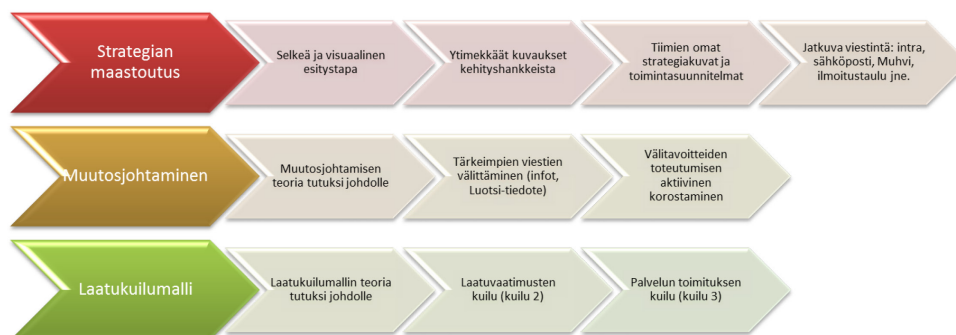 Strategian
maastoutus
Selkeä ja visuaalinen
esitystapa
Ytimekkäät kuvaukset
kehityshankkeista
Tiimien omat
strategiakuvat ja
toimintasuunnitelmat
Jatkuva viestintä: intra,
sähköposti, Muhvi,
ilmoitustaulu jne.
Muutosjohtaminen
Muutosjohtamisen
teoria tutuksi johdolle
Tärkeimpien viestien
välittäminen (infot,
Luotsi-tiedote)
Välitavoitteiden
toteutumisen
aktiivinen
korostaminen
Laatukuilumalli
Laatukuilumallin teoria
tutuksi johdolle
Laatuvaatimusten
kuilu (kuilu 2)
Palvelun toimituksen
kuilu (kuilu 3)